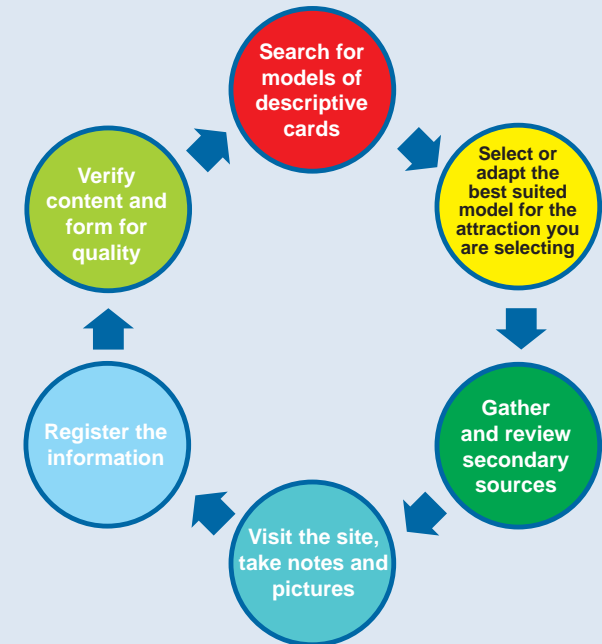 Search for
models of
descriptive
cards
Select or
adapt the
best suited
model for the
attraction you
are selecting
Gather
and review
secondary
sources
Visit the site,
take notes and
pictures
Register the
information
Verify
content and
form for
quality